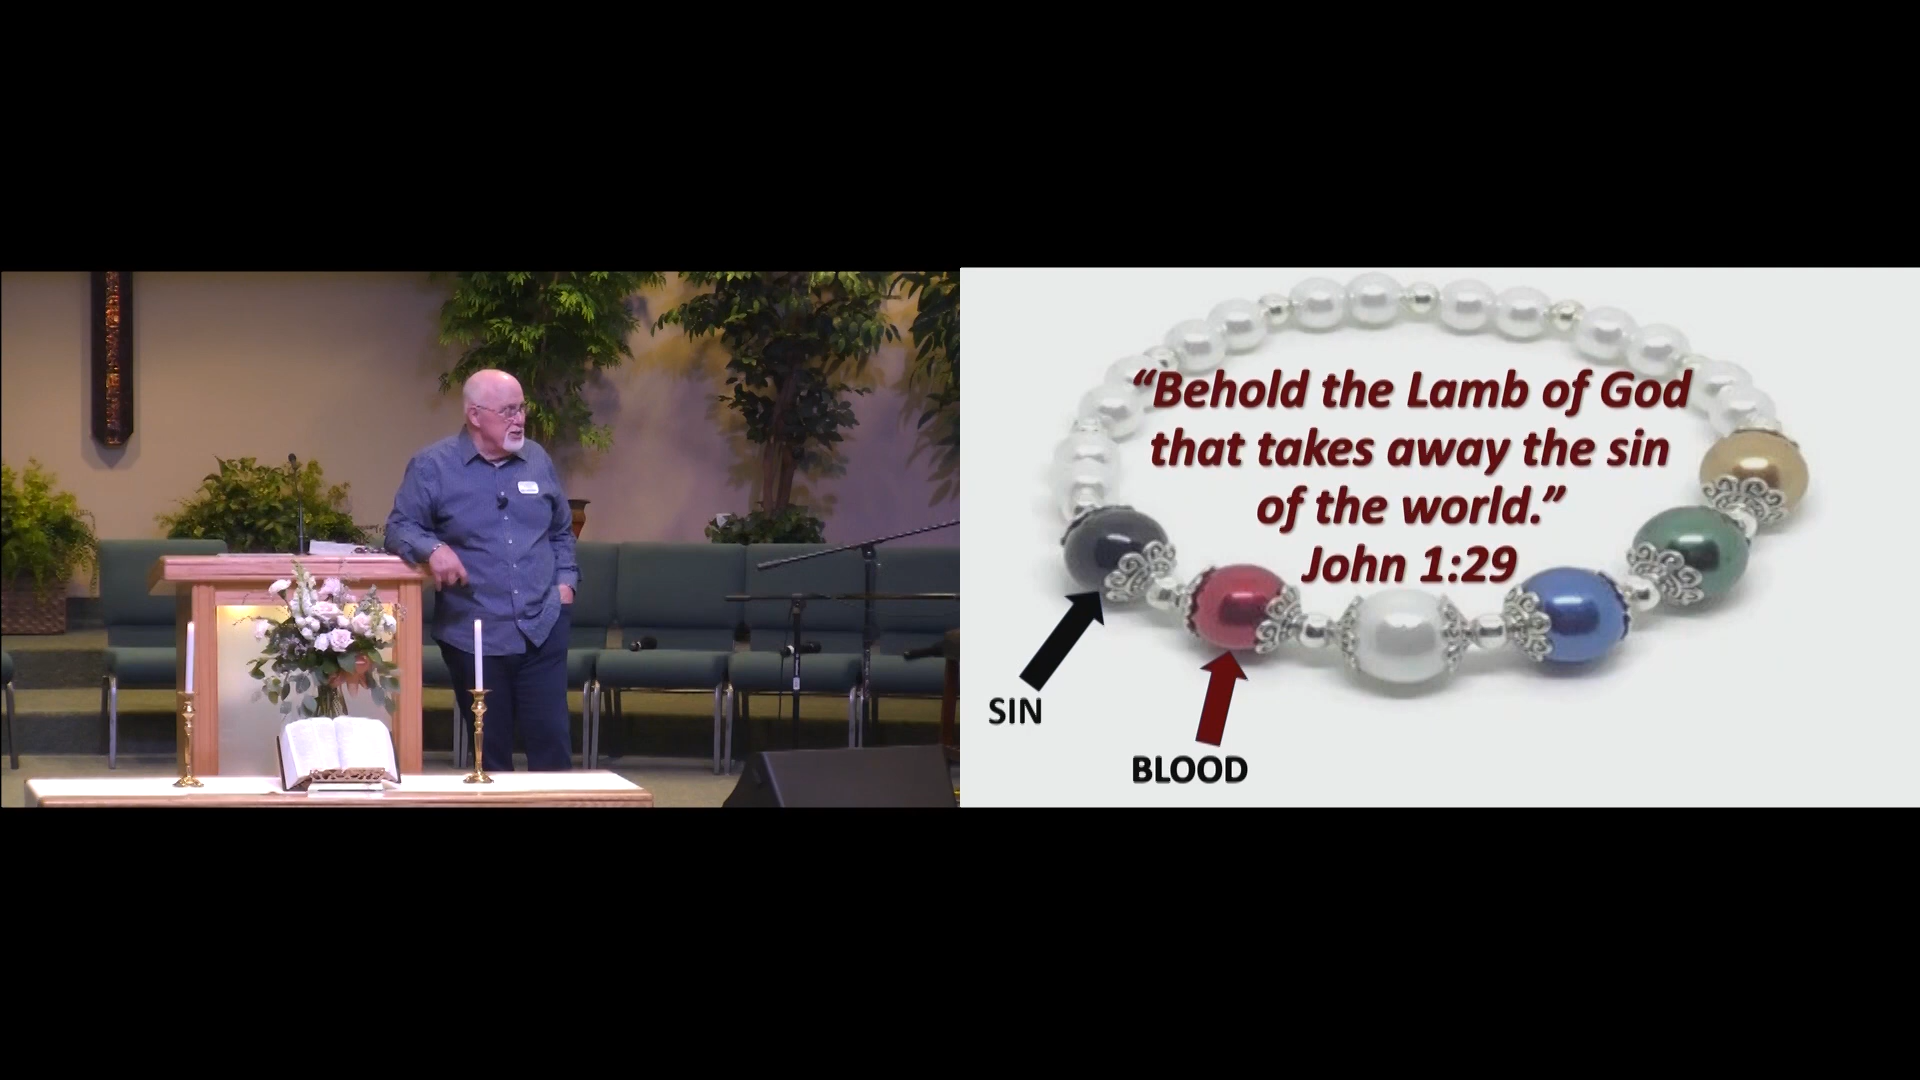 “Behold the Lamb of God
that takes away the sin
of the world.”
John 1:29
SIN
BLOOD